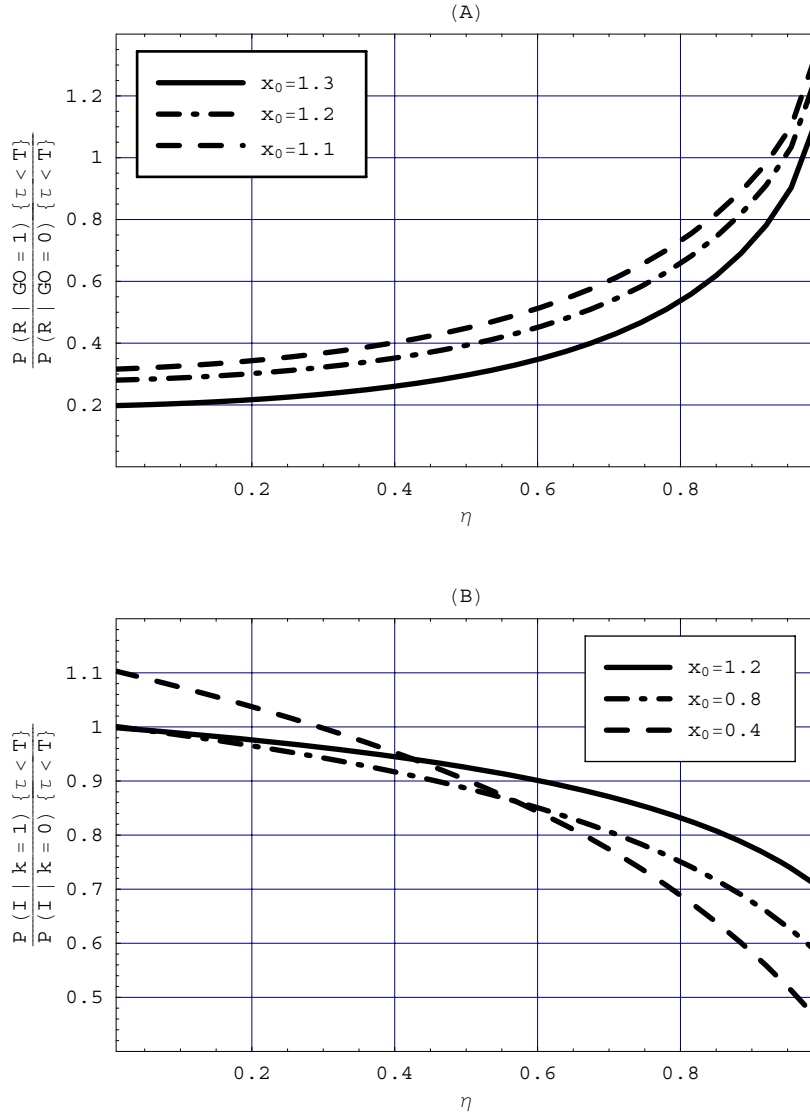 (A)
x₀=1.3
x₀=1.2
x₀=1.1
P (R | GO = 1) {τ < T}
P (R | GO = 0) {τ < T}
1.2
1
0.8
0.6
0.4
0.2
0.2 0.4 0.6 0.8
η
(B)
x₀=1.2
x₀=0.8
x₀=0.4
P (I | k = 1) {τ < T}
P (I | k = 0) {τ < T}
1.1
1
0.9
0.8
0.7
0.6
0.5
0.2 0.4 0.6 0.8
η